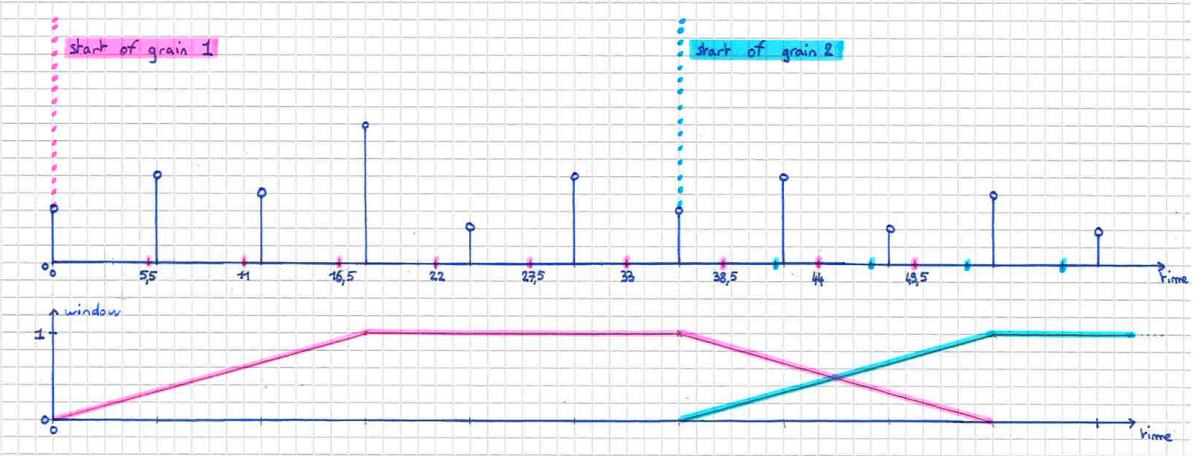 start of grain 1
start of grain 2
0
0 5,5 11 16,5 22 27,5 33 38,5 44 49,5 time
window
1
0
0 time